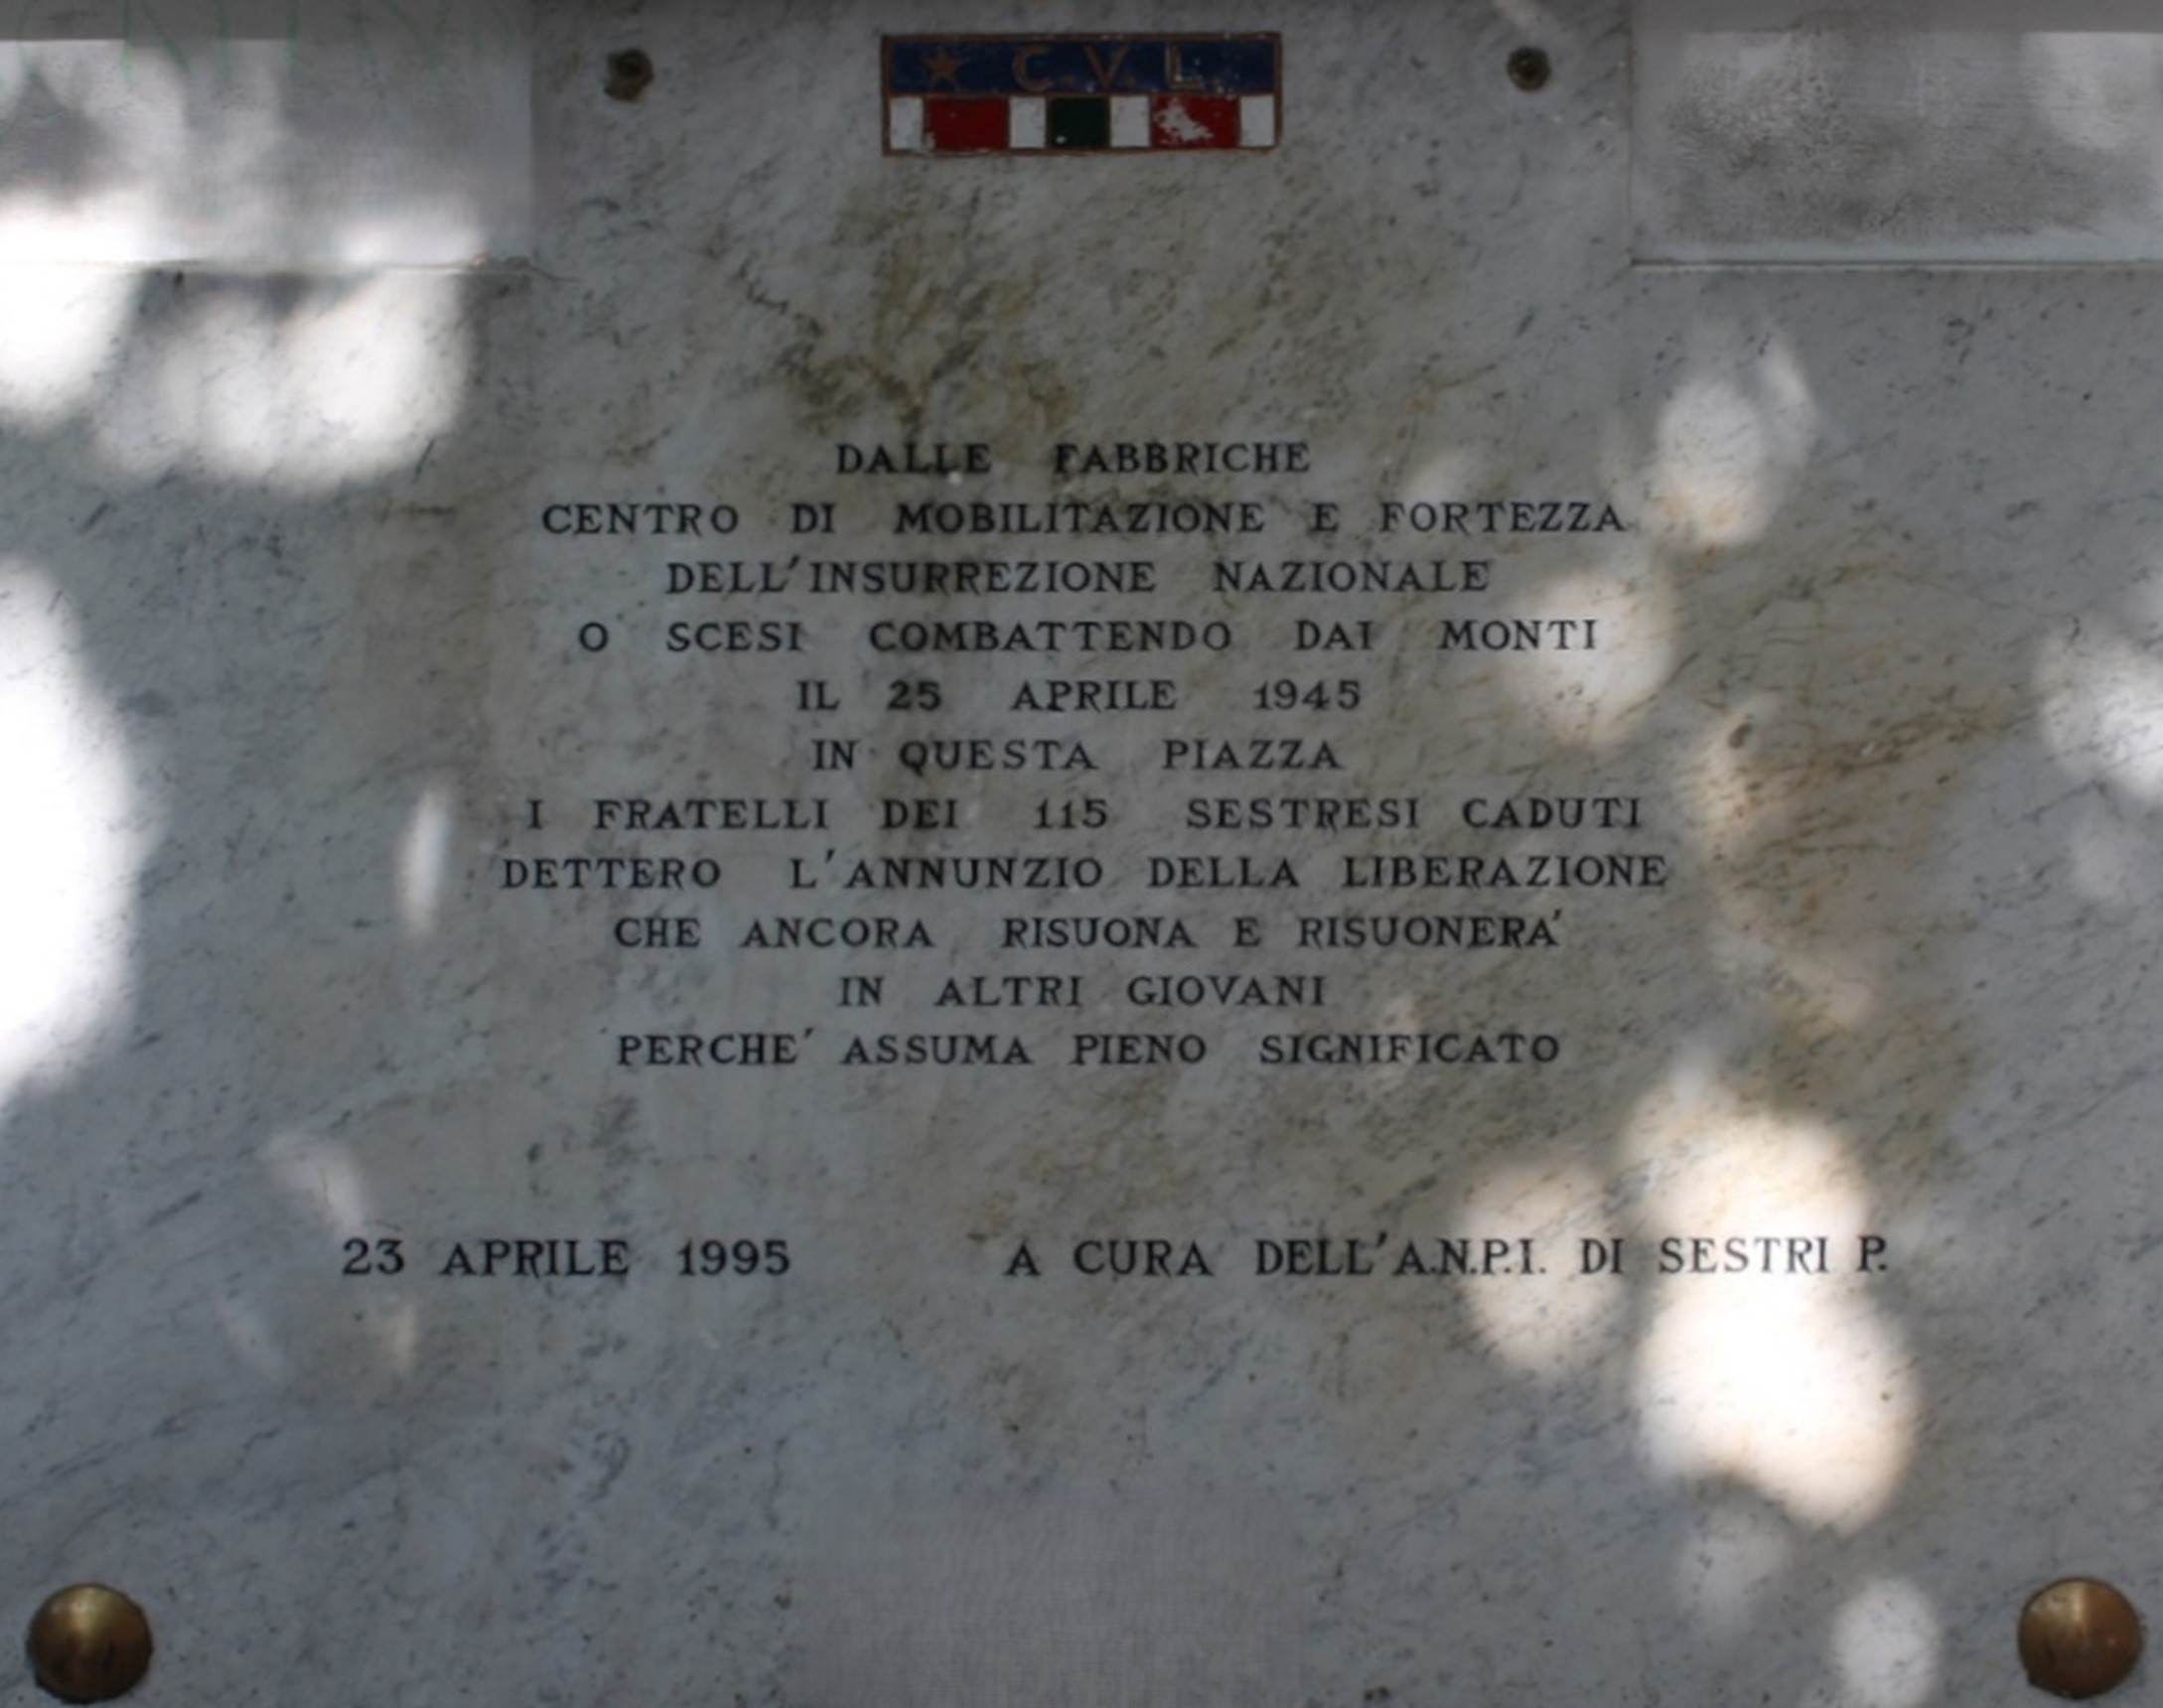 ★ C.V.L.
DALLE FABBRICHE
CENTRO DI MOBILITAZIONE E FORTEZZA
DELL'INSURREZIONE NAZIONALE
O SCESI COMBATTENDO DAI MONTI
IL 25 APRILE 1945
IN QUESTA PIAZZA
I FRATELLI DEI 115 SESTRESI CADUTI
DETTERO L'ANNUNZIO DELLA LIBERAZIONE
CHE ANCORA RISUONA E RISUONERA'
IN ALTRI GIOVANI
PERCHE' ASSUMA PIENO SIGNIFICATO
23 APRILE 1995 A CURA DELL'A.N.P.I. DI SESTRI P.